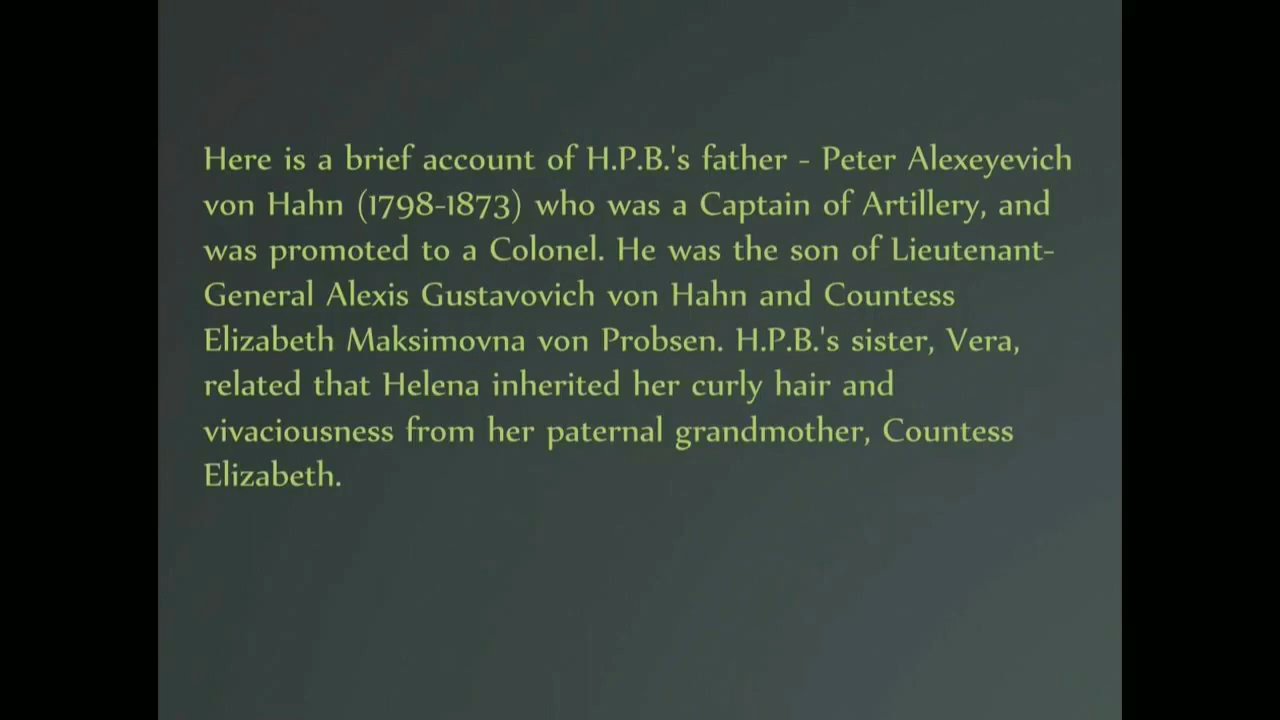 Here is a brief account of H.P.B.'s father - Peter Alexeyevich
von Hahn (1798-1873) who was a Captain of Artillery, and
was promoted to a Colonel. He was the son of Lieutenant-
General Alexis Gustavovich von Hahn and Countess
Elizabeth Maksimovna von Probsen. H.P.B.'s sister, Vera,
related that Helena inherited her curly hair and
vivaciousness from her paternal grandmother, Countess
Elizabeth.